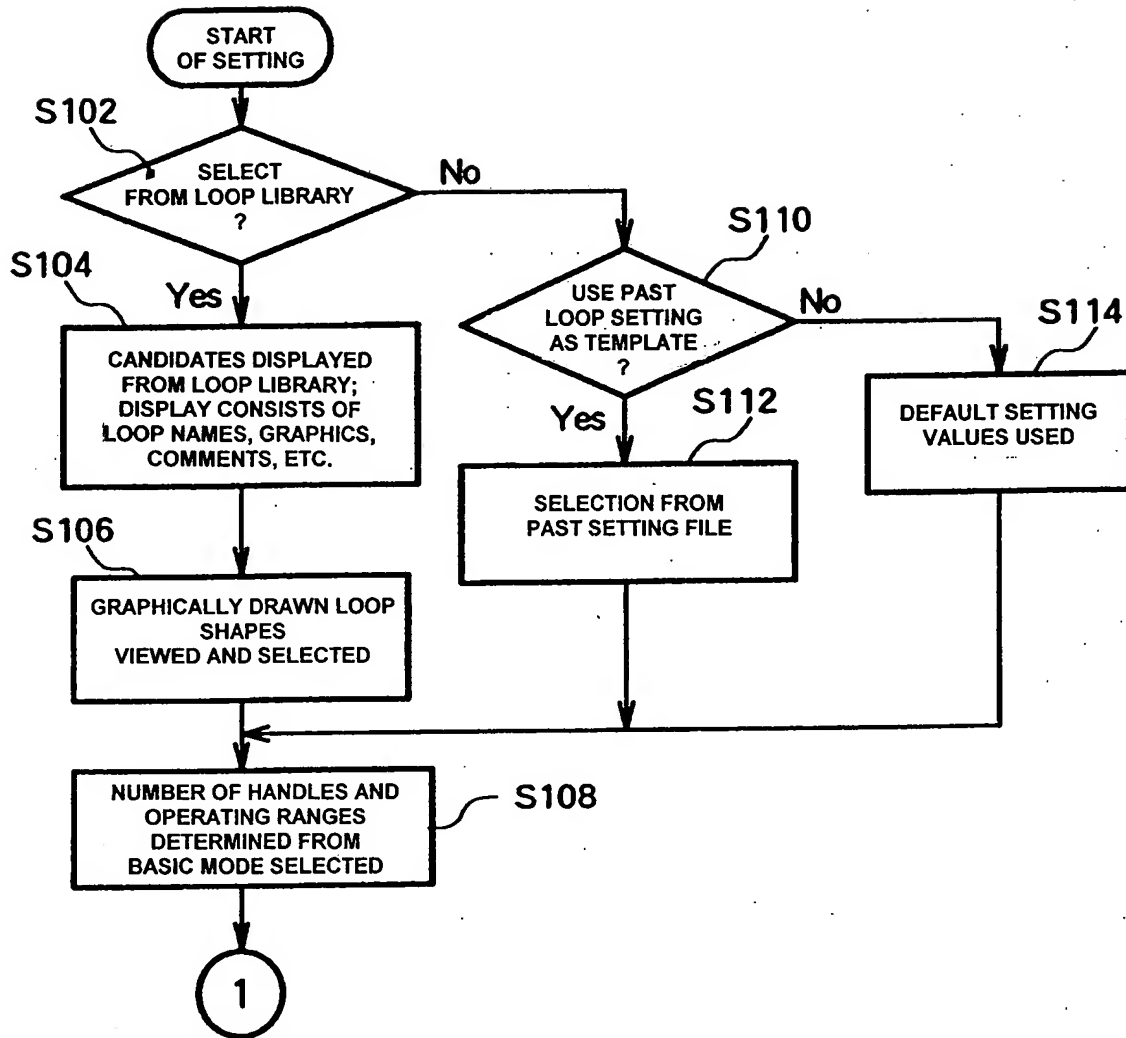 START
OF SETTING
S102
SELECT
FROM LOOP LIBRARY
?
No
S110
S104
Yes
USE PAST
LOOP SETTING
AS TEMPLATE
?
No
S114
CANDIDATES DISPLAYED
FROM LOOP LIBRARY;
DISPLAY CONSISTS OF
LOOP NAMES, GRAPHICS,
COMMENTS, ETC.
Yes
S112
DEFAULT SETTING
VALUES USED
SELECTION FROM
PAST SETTING FILE
S106
GRAPHICALLY DRAWN LOOP
SHAPES
VIEWED AND SELECTED
NUMBER OF HANDLES AND
OPERATING RANGES
DETERMINED FROM
BASIC MODE SELECTED
S108
1